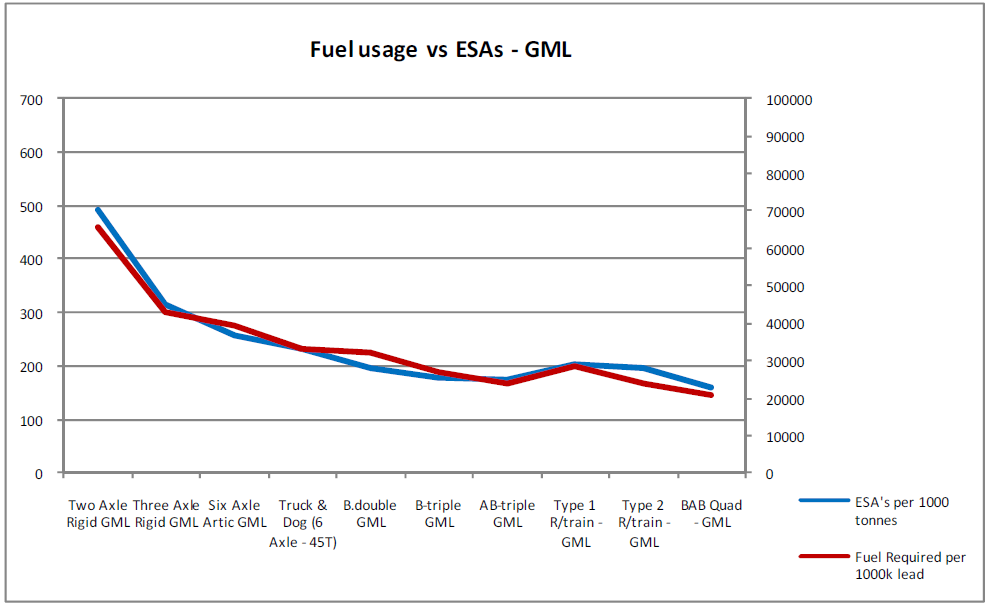 Fuel usage vs ESAs - GML
700
600
500
400
300
200
100
0
100000
90000
80000
70000
60000
50000
40000
30000
20000
10000
0
Two Axle
Rigid GML
Three Axle
Rigid GML
Six Axle
Artic GML
Truck &
Dog (6
Axle - 45T)
B.double
GML
B-triple
GML
AB-triple
GML
Type 1
R/train -
GML
Type 2
R/train -
GML
BAB Quad
- GML
ESA's per 1000
tonnes
Fuel Required per
1000k lead